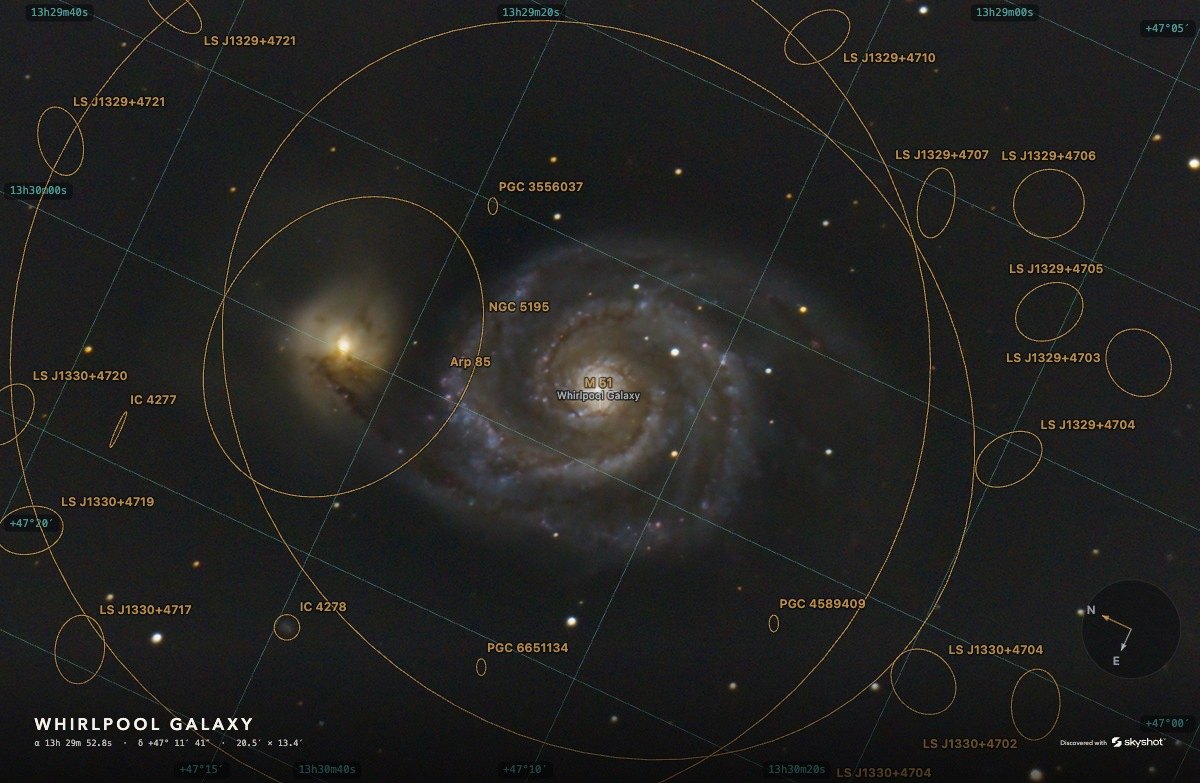 13h29m40s
13h29m20s
13h29m00s
+47°05′
LS J1329+4721
LS J1329+4710
LS J1329+4721
LS J1329+4707
LS J1329+4706
13h30m00s
PGC 3556037
LS J1329+4705
NGC 5195
Arp 85
LS J1329+4703
LS J1330+4720
M 51
Whirlpool Galaxy
IC 4277
LS J1329+4704
LS J1330+4719
+47°20′
LS J1330+4717
IC 4278
PGC 4589409
N
PGC 6651134
LS J1330+4704
E
WHIRLPOOL GALAXY
α 13h 29m 52.8s · δ +47° 11′ 41″ · 20.5′ × 13.4′
+47°00′
LS J1330+4702
Discovered with skyshot
+47°15′
13h30m40s
+47°10′
13h30m20s
LS J1330+4704